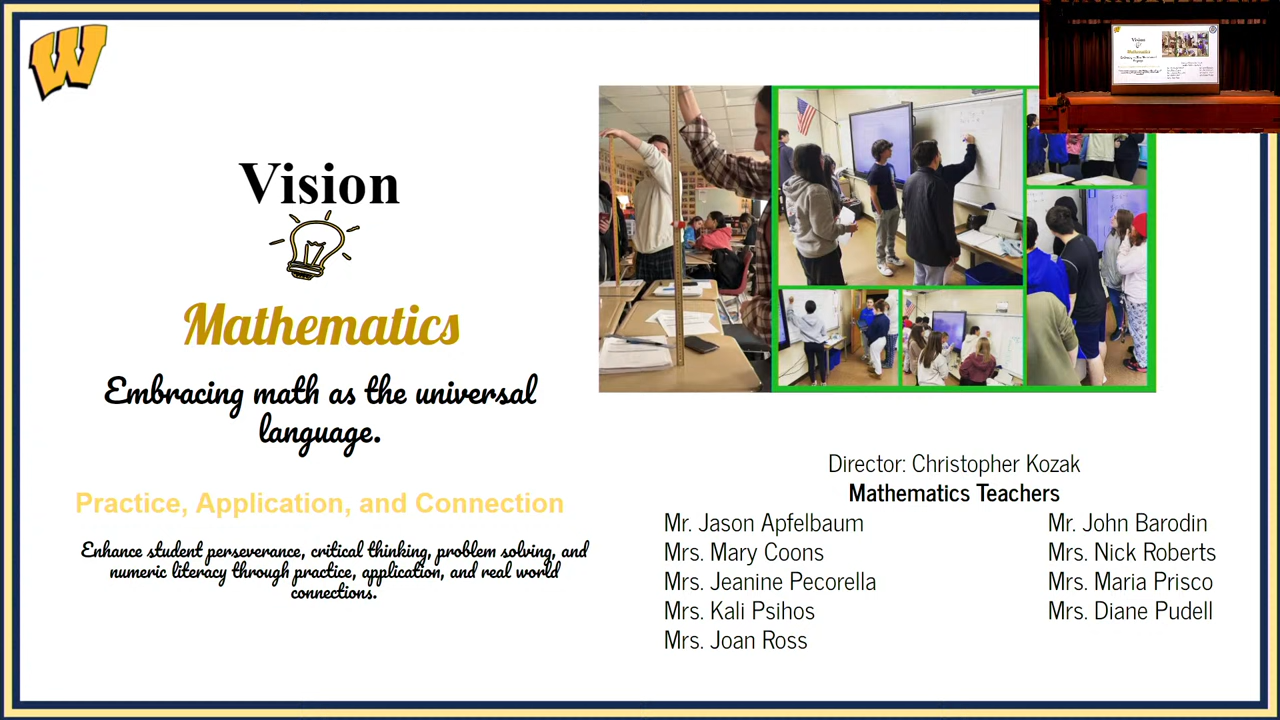 W
Vision
Mathematics
Embracing math as the universal
language.
Practice, Application, and Connection
Enhance student perseverance, critical thinking, problem solving, and
numeric literacy through practice, application, and real world
connections.
Director: Christopher Kozak
Mathematics Teachers
Mr. Jason Apfelbaum
Mrs. Mary Coons
Mrs. Jeanine Pecorella
Mrs. Kali Psihos
Mrs. Joan Ross
Mr. John Barodin
Mrs. Nick Roberts
Mrs. Maria Prisco
Mrs. Diane Pudell
Vision
Mathematics